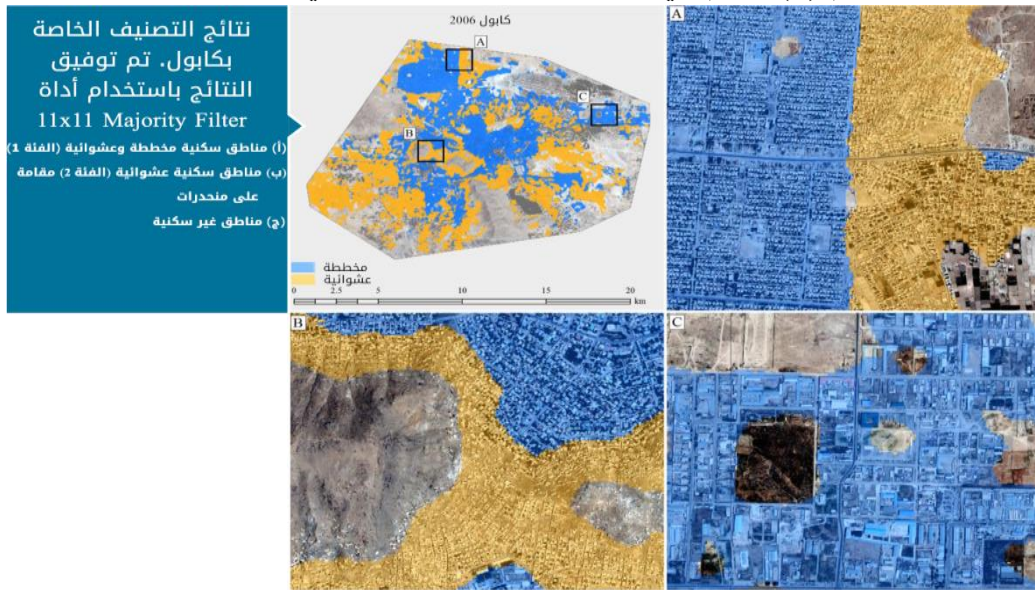 نتائج التصنيف الخاصة
بكابول. تم توفيق
النتائج باستخدام أداة
11x11 Majority Filter
(أ) مناطق سكنية مخططة وعشوائية (الفئة 1)
(ب) مناطق سكنية عشوائية (الفئة 2) مقامة
على منحدرات
(ج) مناطق غير سكنية
كابول 2006
A
C
B
مخططة
عشوائية
0 2.5 5 10 15 20
km
A
B
C